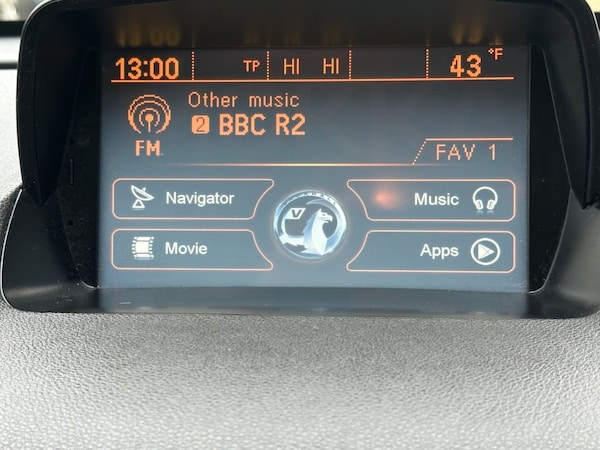 13:00 TP HI HI 43 °F
Other music
2 BBC R2
FM
FAV 1
Navigator Music
Movie Apps